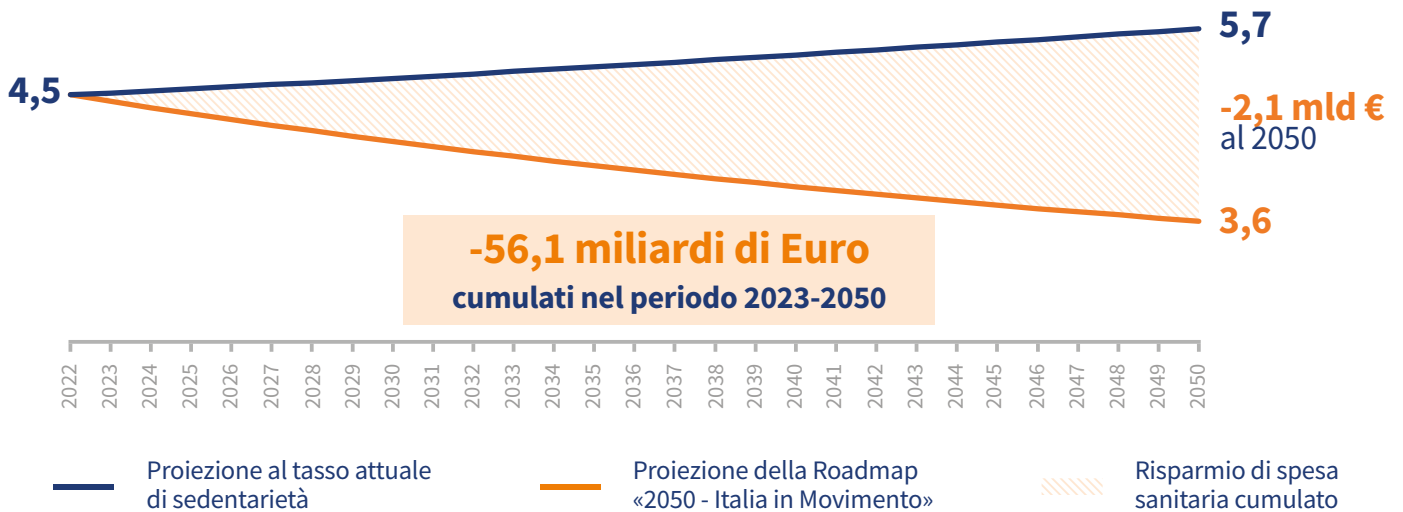 5,7
4,5
-2,1 mld €
al 2050
3,6
-56,1 miliardi di Euro
cumulati nel periodo 2023-2050
2022 2023 2024 2025 2026 2027 2028 2029 2030 2031 2032 2033 2034 2035 2036 2037 2038 2039 2040 2041 2042 2043 2044 2045 2046 2047 2048 2049 2050
Proiezione al tasso attuale
di sedentarietà
Proiezione della Roadmap
«2050 - Italia in Movimento»
Risparmio di spesa
sanitaria cumulato